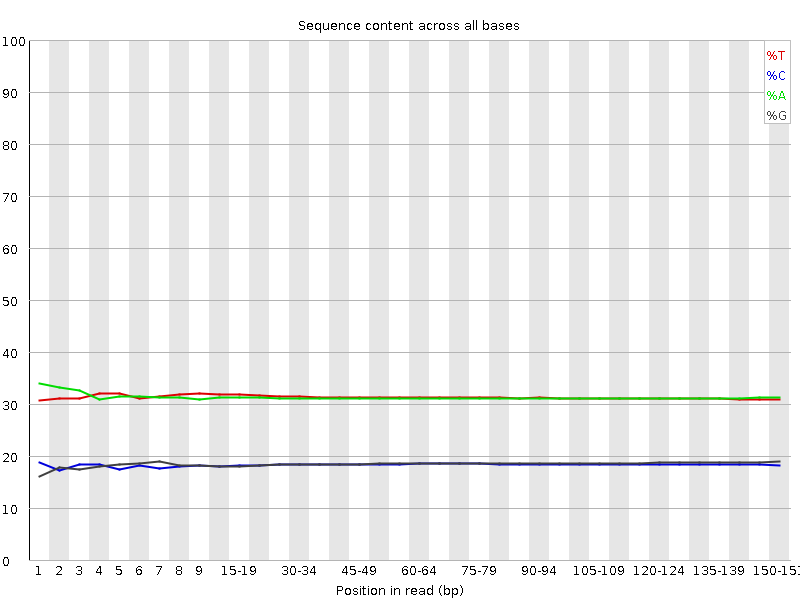 Sequence content across all bases
100
90
80
70
60
50
40
30
20
10
0
%T
%C
%A
%G
1 2 3 4 5 6 7 8 9 15-19 30-34 45-49 60-64 75-79 90-94 105-109 120-124 135-139 150-151
Position in read (bp)